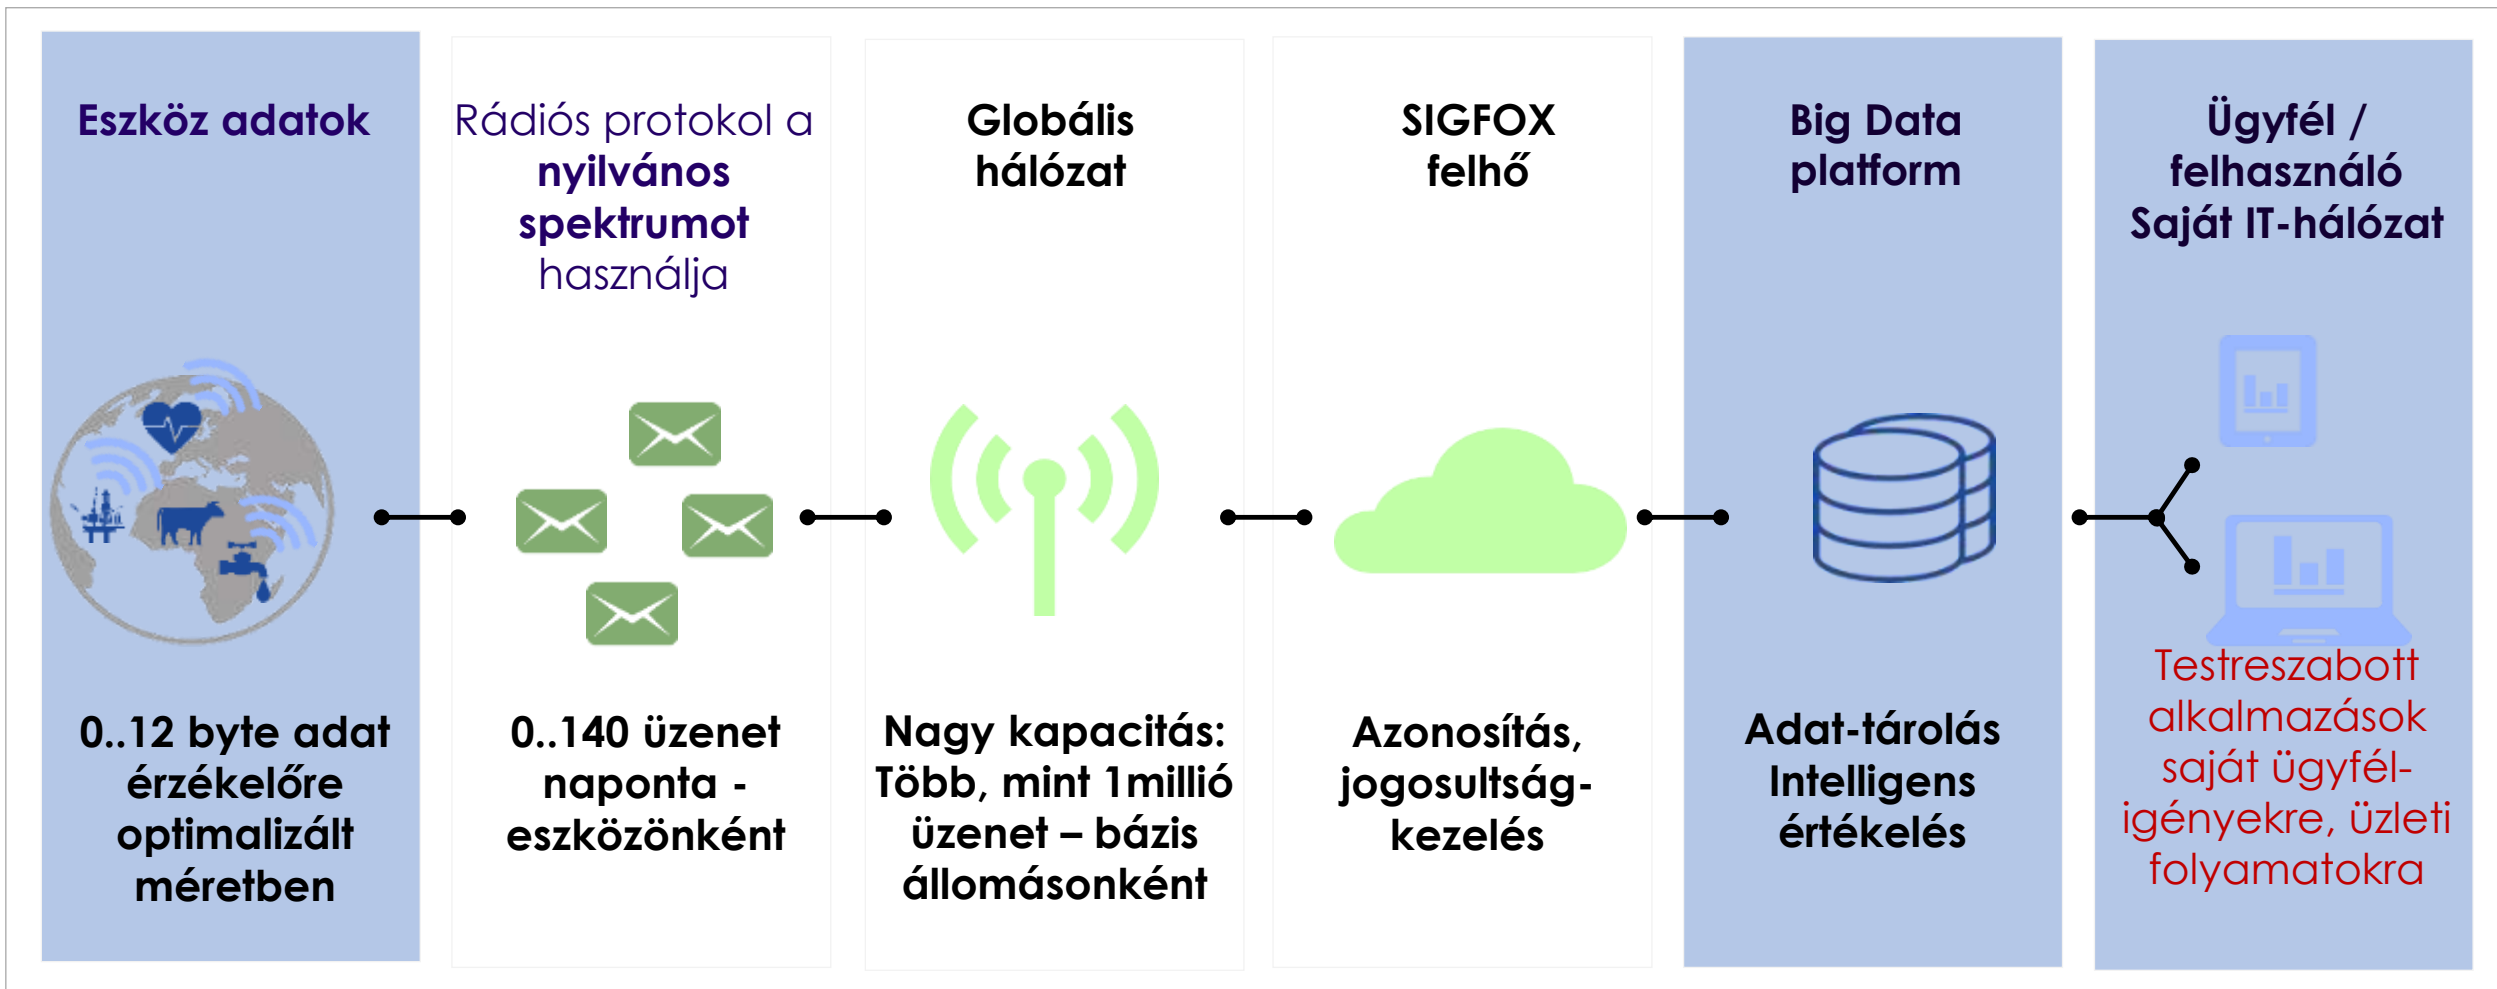 Eszköz adatok
Rádiós protokol a
nyilvános
spektrumot
használja
Globális
hálózat
SIGFOX
felhő
Big Data
platform
Ügyfél /
felhasználó
Saját IT-hálózat
0..12 byte adat
érzékelőre
optimalizált
méretben
0..140 üzenet
naponta -
eszközönként
Nagy kapacitás:
Több, mint 1millió
üzenet – bázis
állomásonként
Azonosítás,
jogosultság-
kezelés
Adat-tárolás
Intelligens
értékelés
Testreszabott
alkalmazások
saját ügyfél-
igényekre, üzleti
folyamatokra